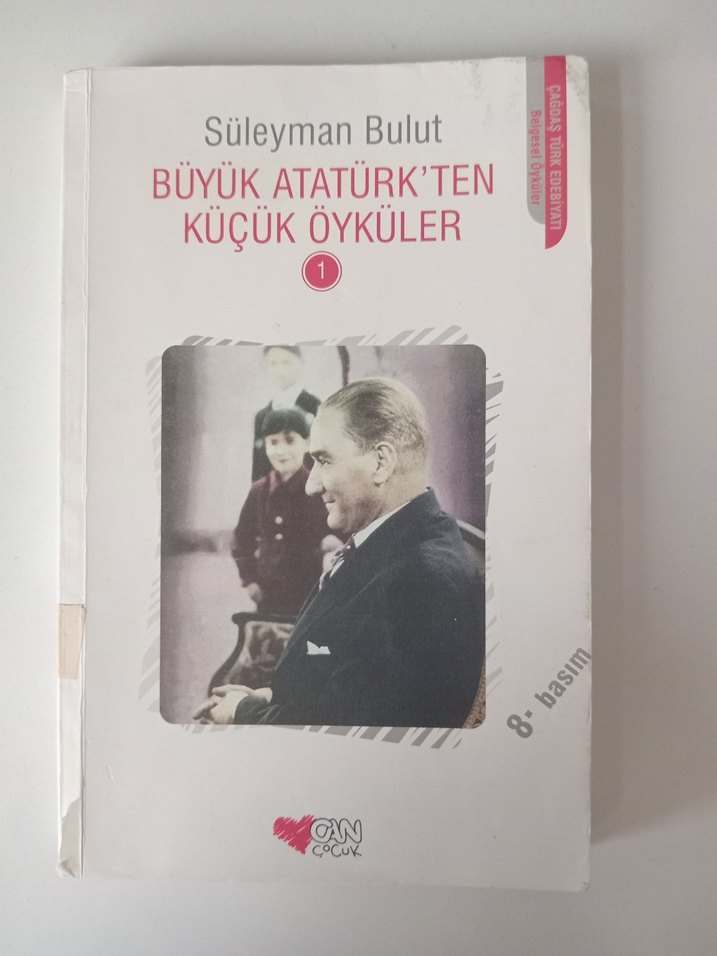 Süleyman Bulut
BÜYÜK ATATÜRK'TEN
KÜÇÜK ÖYKÜLER
1
ÇAĞDAŞ TÜRK EDEBİYATI
Belgesel Öyküler
8. basım
CAN
ÇOCUK